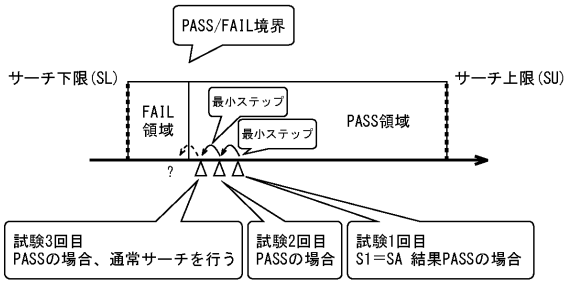 PASS/FAIL境界
サーチ下限(SL)
サーチ上限(SU)
FAIL
領域
最小ステップ
最小ステップ
PASS領域
?
試験3回目
PASSの場合、通常サーチを行う
試験2回目
PASSの場合
試験1回目
S1=SA 結果PASSの場合